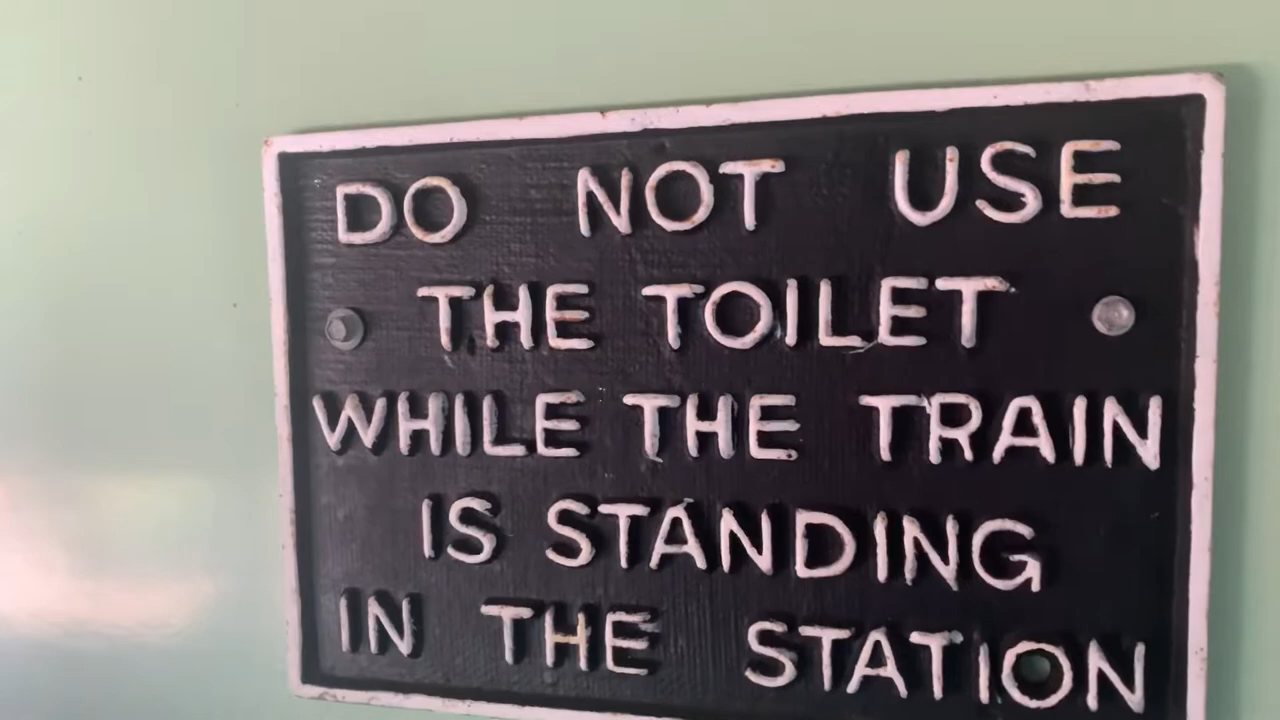 DO NOT USE
THE TOILET
WHILE THE TRAIN
IS STANDING
IN THE STATION